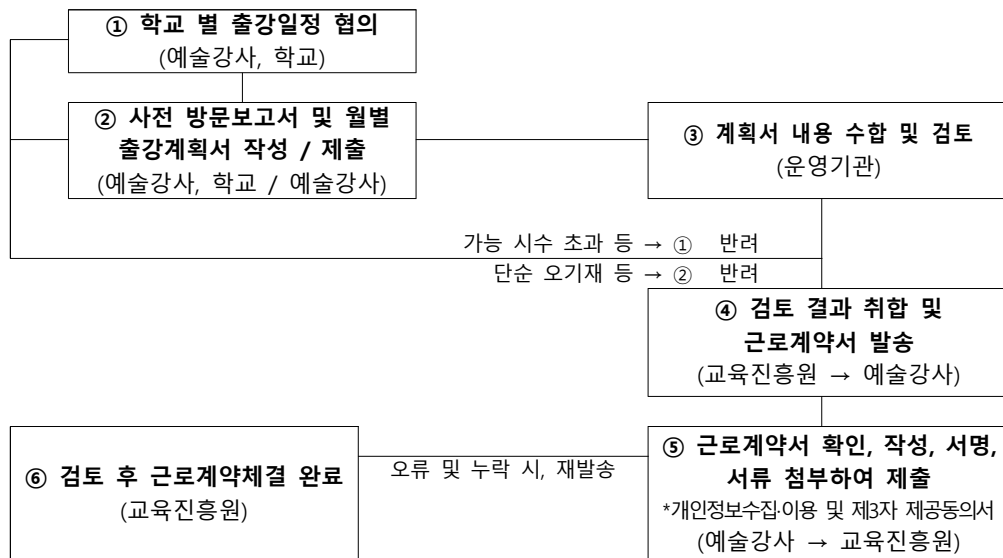 ① 학교 별 출강일정 협의
(예술강사, 학교)
② 사전 방문보고서 및 월별
출강계획서 작성 / 제출
(예술강사, 학교 / 예술강사)
③ 계획서 내용 수합 및 검토
(운영기관)
가능 시수 초과 등 → ① 반려
단순 오기재 등 → ② 반려
④ 검토 결과 취합 및
근로계약서 발송
(교육진흥원 → 예술강사)
⑤ 근로계약서 확인, 작성, 서명,
서류 첨부하여 제출
*개인정보수집·이용 및 제3자 제공동의서
(예술강사 → 교육진흥원)
오류 및 누락 시, 재발송
⑥ 검토 후 근로계약체결 완료
(교육진흥원)